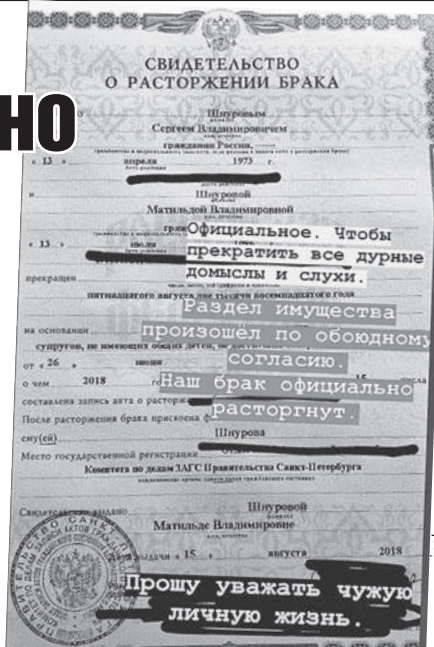 НО
СВИДЕТЕЛЬСТВО
О РАСТОРЖЕНИИ БРАКА
Шнуровым
Сергеем Владимировичем
гражданин России,
« 13 » апреля 1973 г.
и Шнуровой
Матильдой Владимировной
« 13 » июля
Официальное. Чтобы
прекратить все дурные
домыслы и слухи.
прекращен
пятнадцатого августа две тысячи восемнадцатого года
Раздел имущества
на основании
произошёл по обоюдному
супругов, не имеющих общих детей, не
согласию.
от « 26 » июня
о чем 2018 15
Наш брак официально
составлена запись акта о
расторгнут.
После расторжения брака присвоена
ему(ей) Шнурова
Место государственной регистрации
Комитета по делам ЗАГС Правительства Санкт-Петербурга
Свидетельство выдано Шнуровой
Матильде Владимировне
выдачи « 15 » августа 2018
Прошу уважать чужую
личную жизнь.